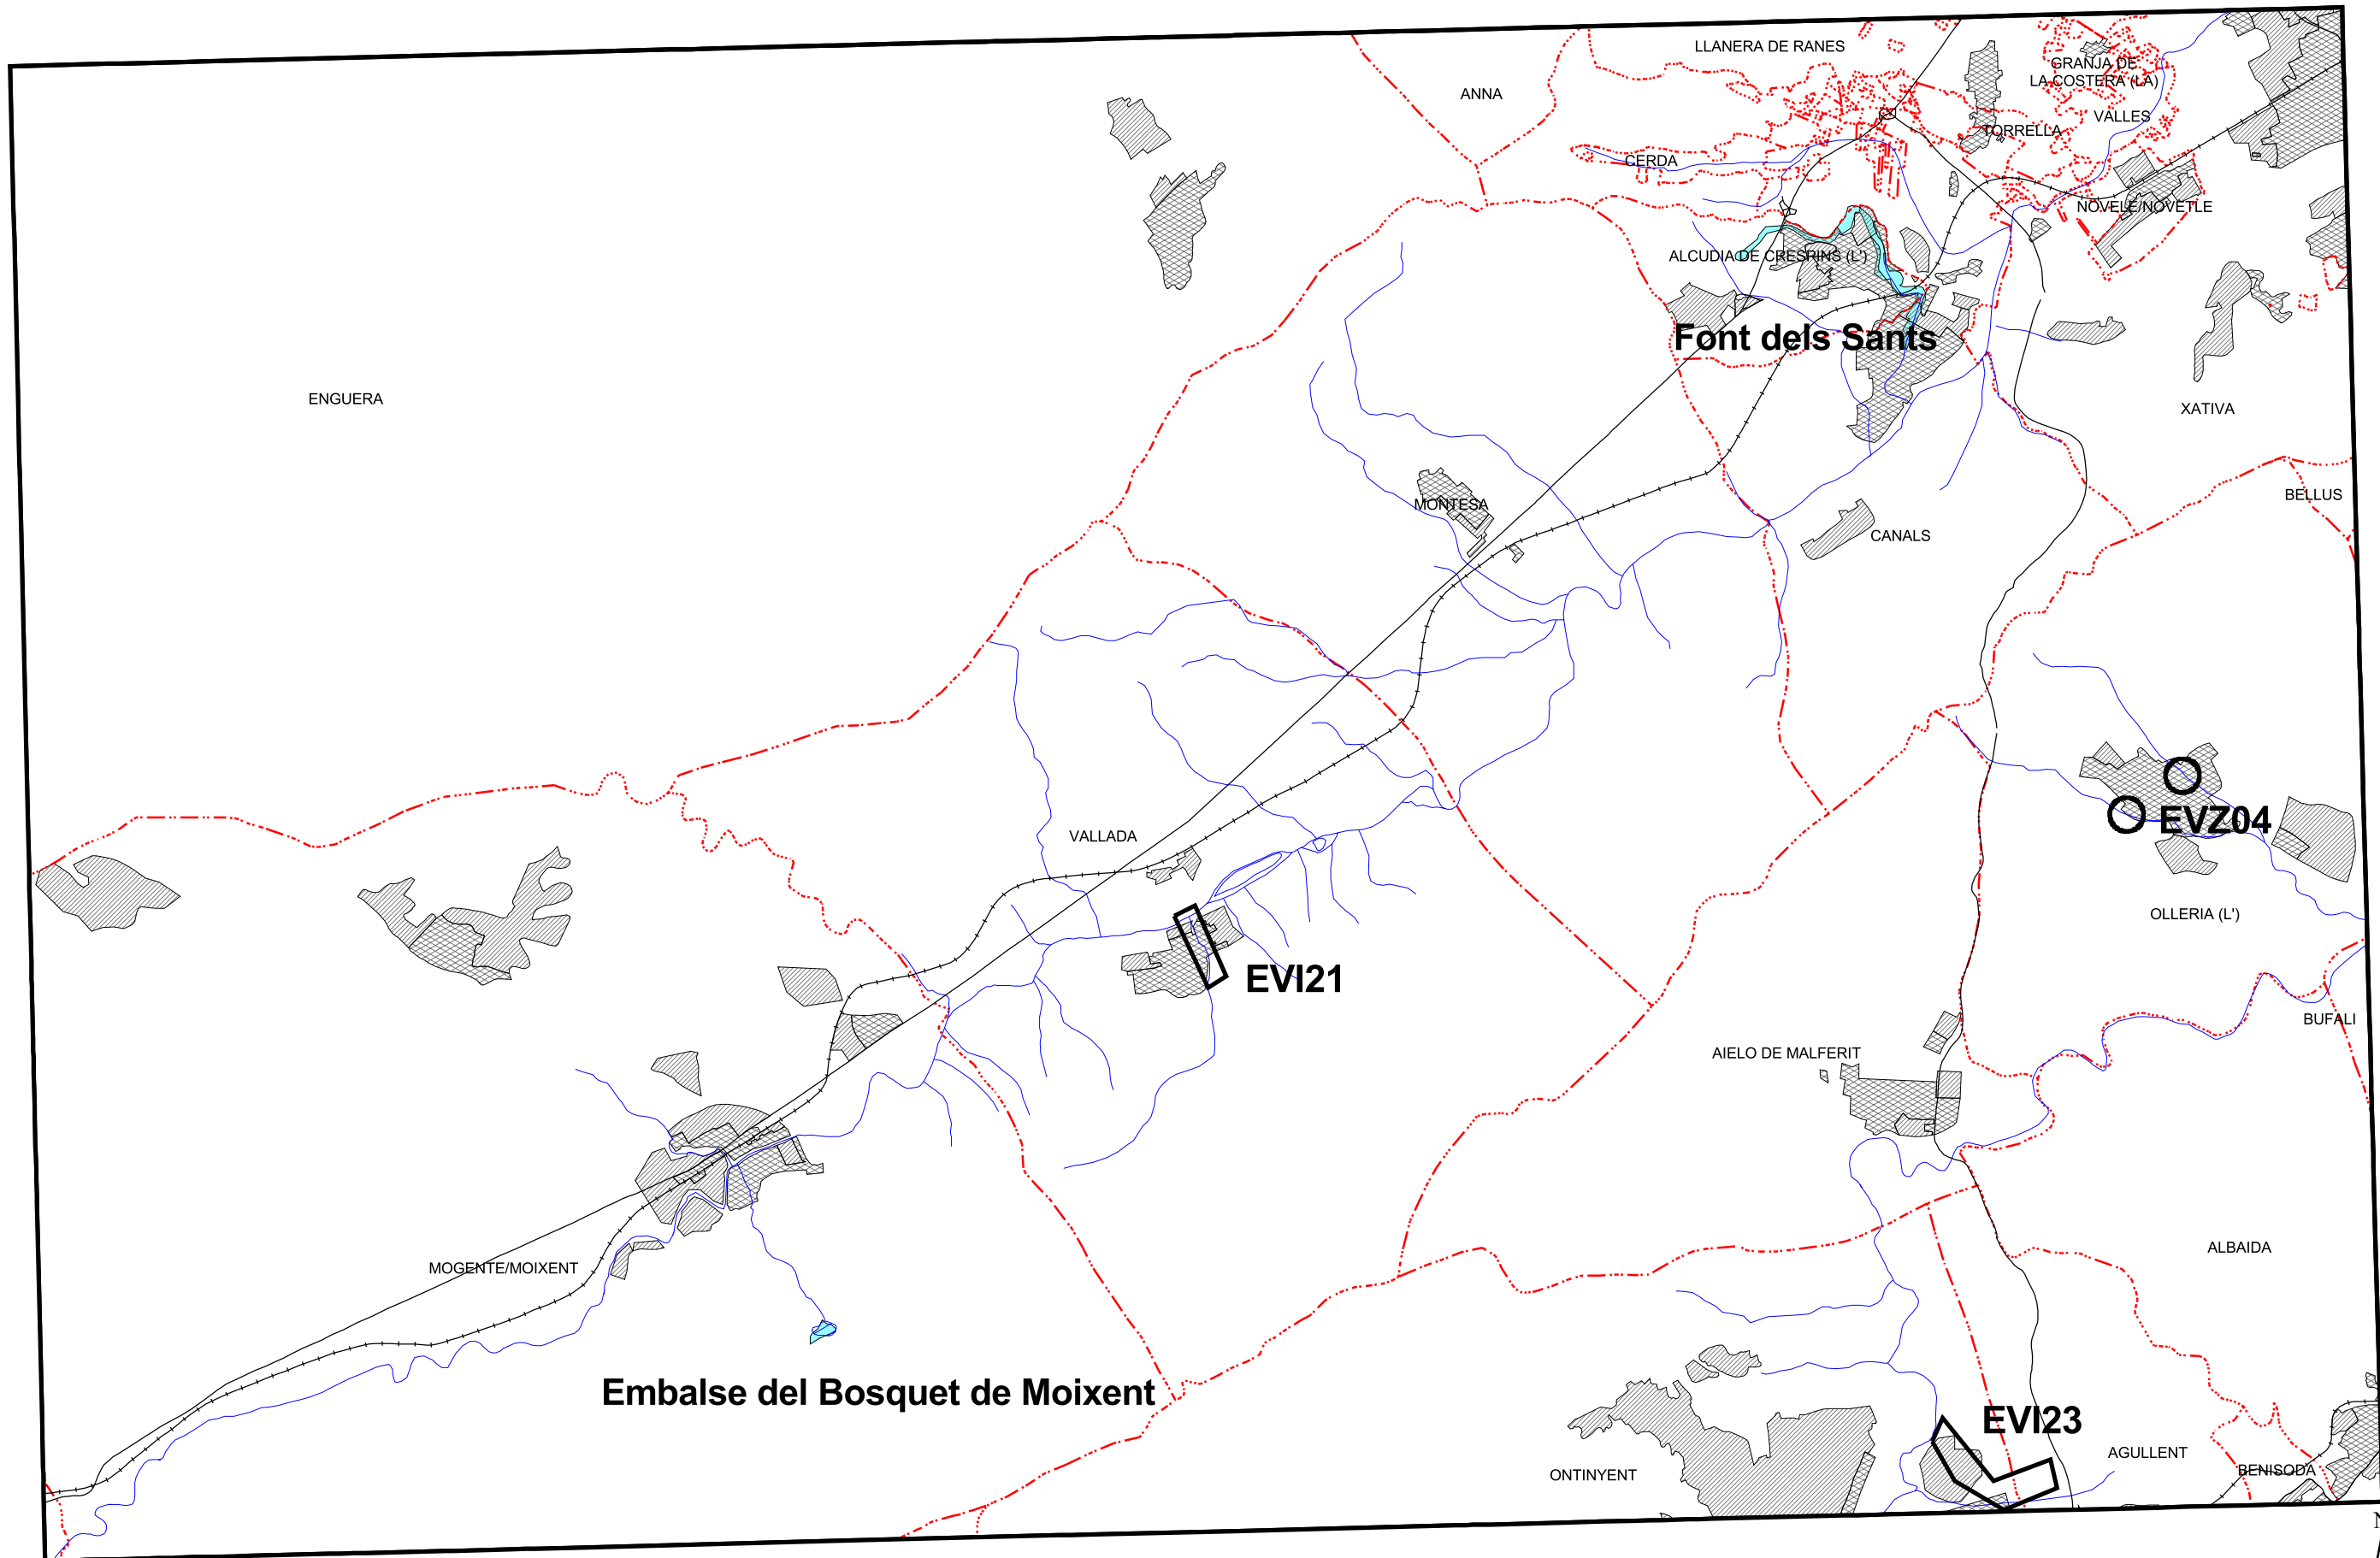 LLANERA DE RANES
GRANJA DE
LA COSTERA (LA)
ANNA
VALLES
TORRELLA
CERDA
NOVELE/NOVETLE
ALCUDIA DE CRESPINS (L')
Font dels Sants
ENGUERA
XATIVA
BELLUS
MONTESA
CANALS
EVZ04
VALLADA
OLLERIA (L')
EVI21
BUFALI
AIELO DE MALFERIT
ALBAIDA
MOGENTE/MOIXENT
Embalse del Bosquet de Moixent
EVI23
AGULLENT
ONTINYENT
BENISODA